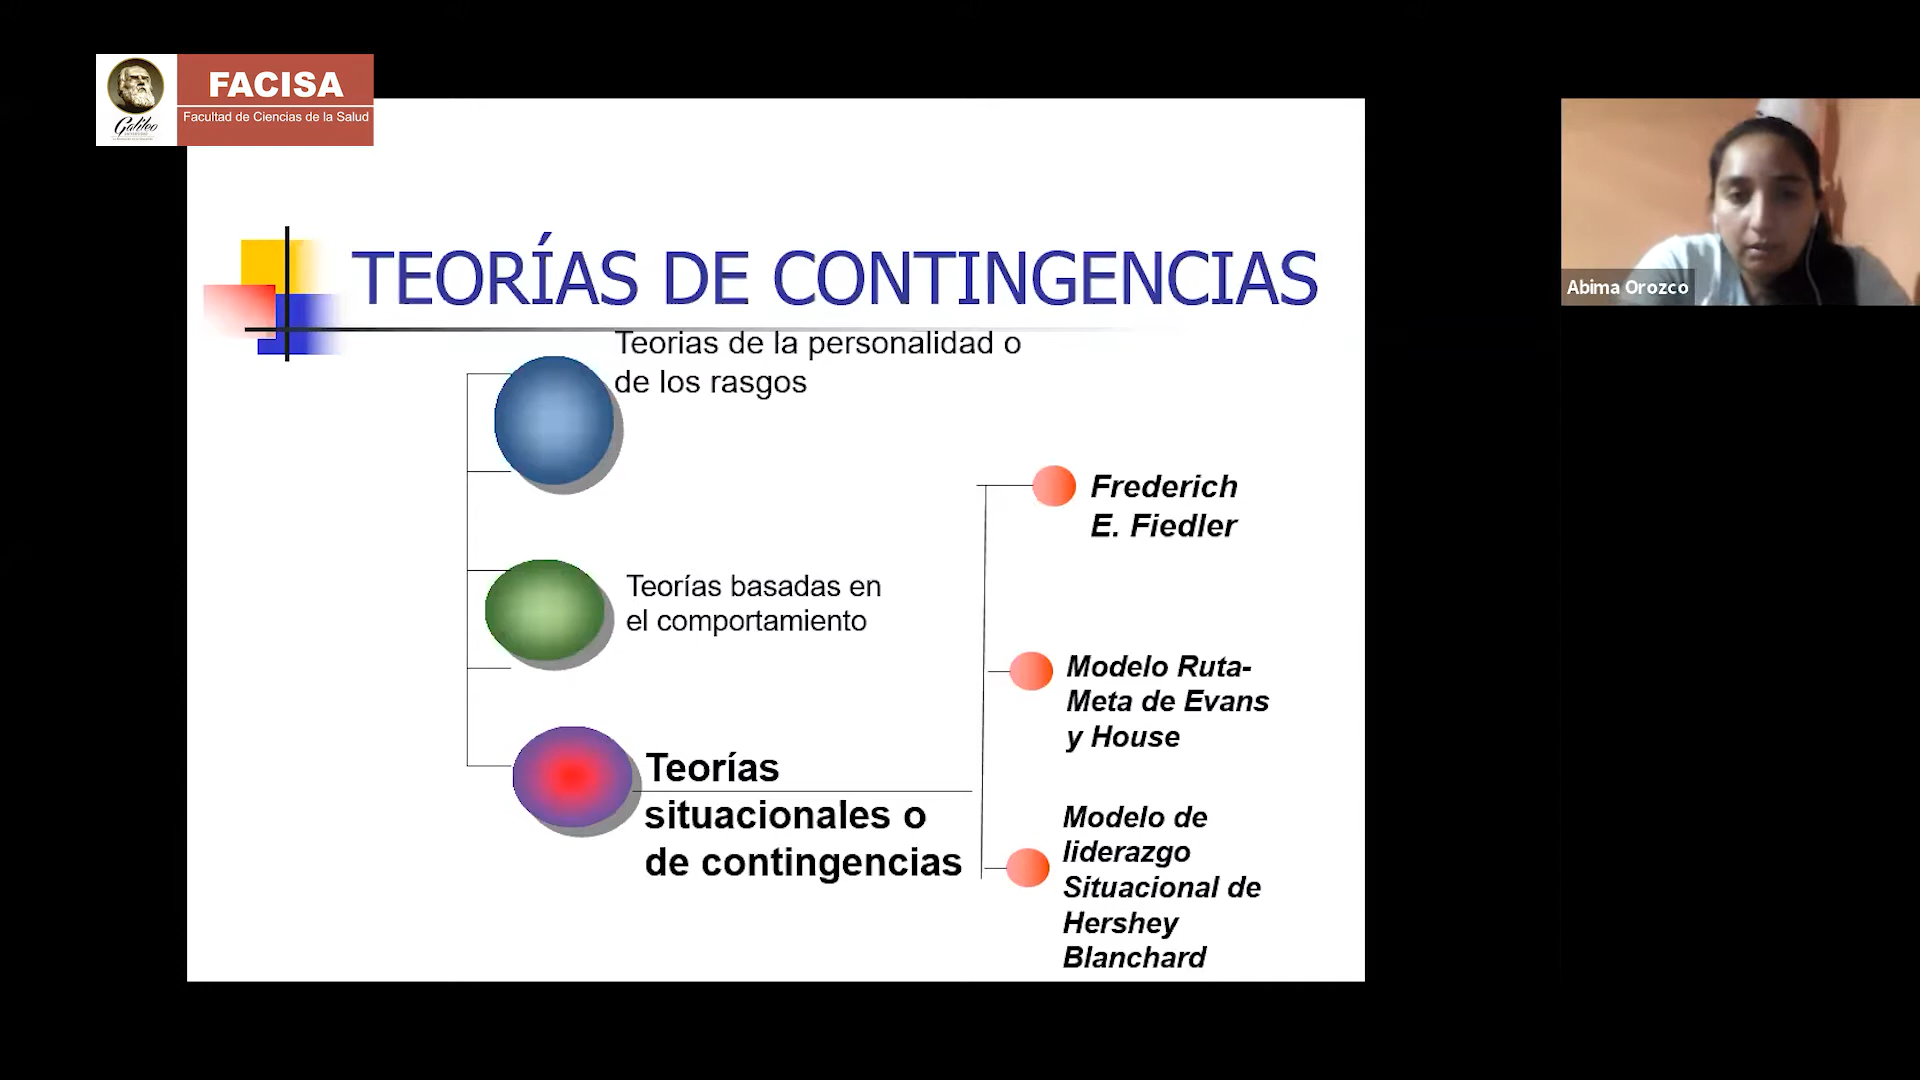 FACISA
Facultad de Ciencias de la Salud
Galileo
TEORÍAS DE CONTINGENCIAS
Teorias de la personalidad o
de los rasgos
Teorías basadas en
el comportamiento
Teorías
situacionales o
de contingencias
Frederich
E. Fiedler
Modelo Ruta-
Meta de Evans
y House
Modelo de
liderazgo
Situacional de
Hershey
Blanchard
Abima Orozco